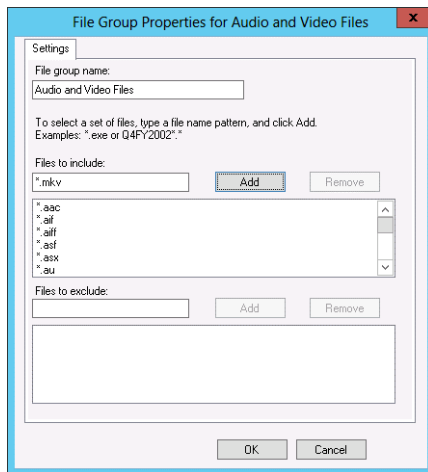 File Group Properties for Audio and Video Files
x
Settings
File group name:
Audio and Video Files
To select a set of files, type a file name pattern, and click Add.
Examples: *.exe or Q4FY2002*.*
Files to include:
*.mkv
Add
Remove
*.aac
*.aif
*.aiff
*.asf
*.asx
*.au
Files to exclude:
Add
Remove
OK
Cancel